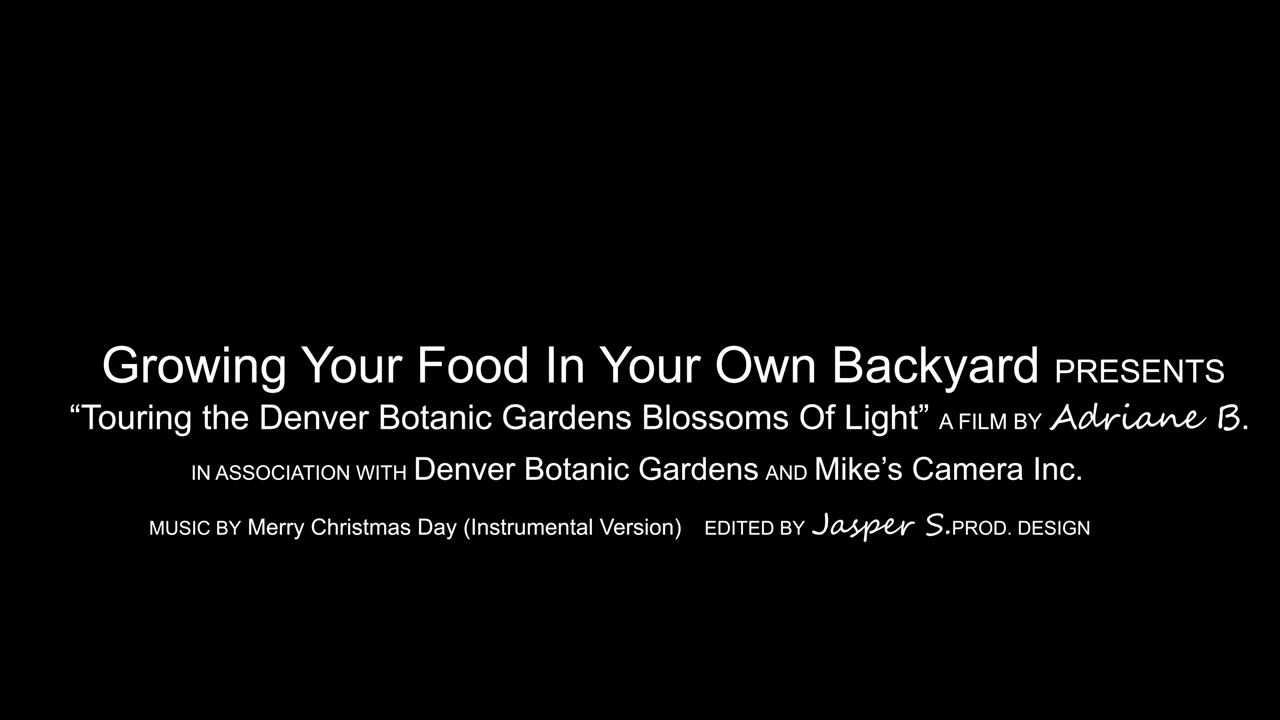 Growing Your Food In Your Own Backyard PRESENTS
“Touring the Denver Botanic Gardens Blossoms Of Light” A FILM BY Adriane B.
IN ASSOCIATION WITH Denver Botanic Gardens AND Mike’s Camera Inc.
MUSIC BY Merry Christmas Day (Instrumental Version) EDITED BY Jasper S.PROD. DESIGN